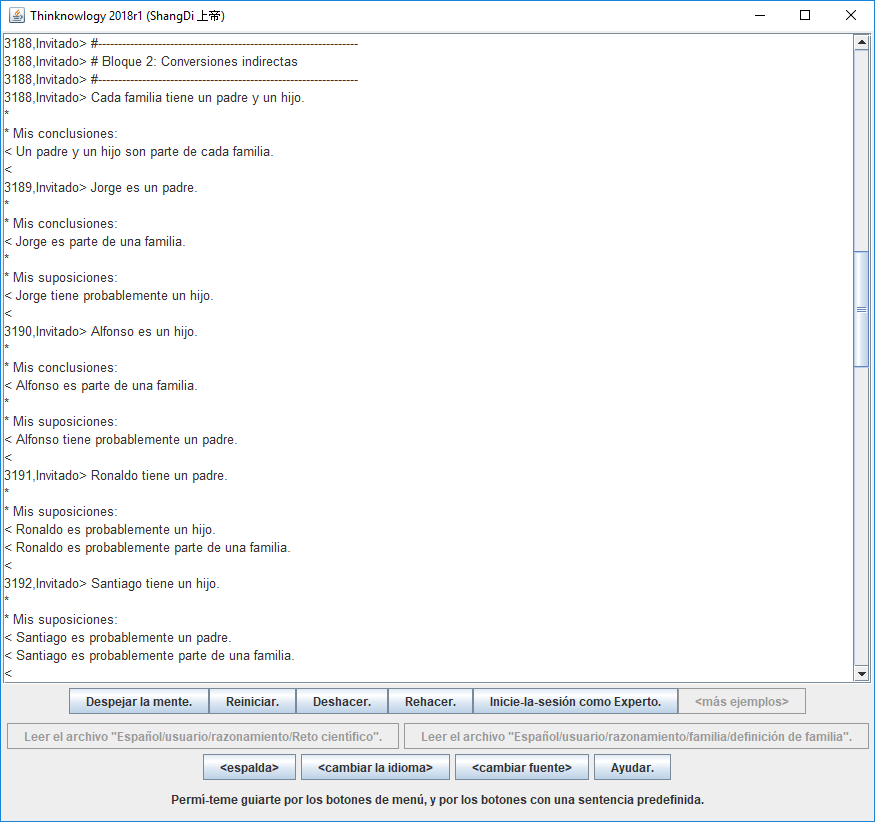 Thinknowlogy 2018r1 (ShangDi 上帝)
3188,Invitado> #-----------------------------------------------------------------
3188,Invitado> # Bloque 2: Conversiones indirectas
3188,Invitado> #-----------------------------------------------------------------
3188,Invitado> Cada familia tiene un padre y un hijo.
*
* Mis conclusiones:
< Un padre y un hijo son parte de cada familia.
<
3189,Invitado> Jorge es un padre.
*
* Mis conclusiones:
< Jorge es parte de una familia.
*
* Mis suposiciones:
< Jorge tiene probablemente un hijo.
<
3190,Invitado> Alfonso es un hijo.
*
* Mis conclusiones:
< Alfonso es parte de una familia.
*
* Mis suposiciones:
< Alfonso tiene probablemente un padre.
<
3191,Invitado> Ronaldo tiene un padre.
*
* Mis suposiciones:
< Ronaldo es probablemente un hijo.
< Ronaldo es probablemente parte de una familia.
<
3192,Invitado> Santiago tiene un hijo.
*
* Mis suposiciones:
< Santiago es probablemente un padre.
< Santiago es probablemente parte de una familia.
<
Despejar la mente. Reiniciar. Deshacer. Rehacer. Inicie-la-sesión como Experto. <más ejemplos>
Leer el archivo "Español/usuario/razonamiento/Reto científico". Leer el archivo "Español/usuario/razonamiento/familia/definición de familia".
<espalda> <cambiar la idioma> <cambiar fuente> Ayudar.
Permí-teme guiarte por los botones de menú, y por los botones con una sentencia predefinida.